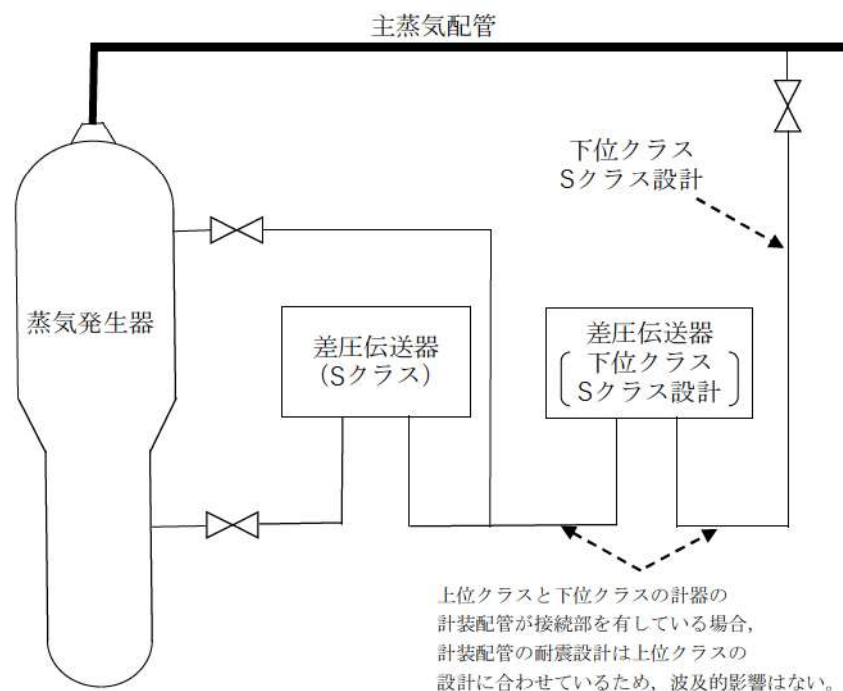 主蒸気配管
下位クラス
Sクラス設計
蒸気発生器
差圧伝送器
(Sクラス)
差圧伝送器
下位クラス
Sクラス設計
上位クラスと下位クラスの計器の
計装配管が接続部を有している場合,
計装配管の耐震設計は上位クラスの
設計に合わせているため,波及的影響はない。